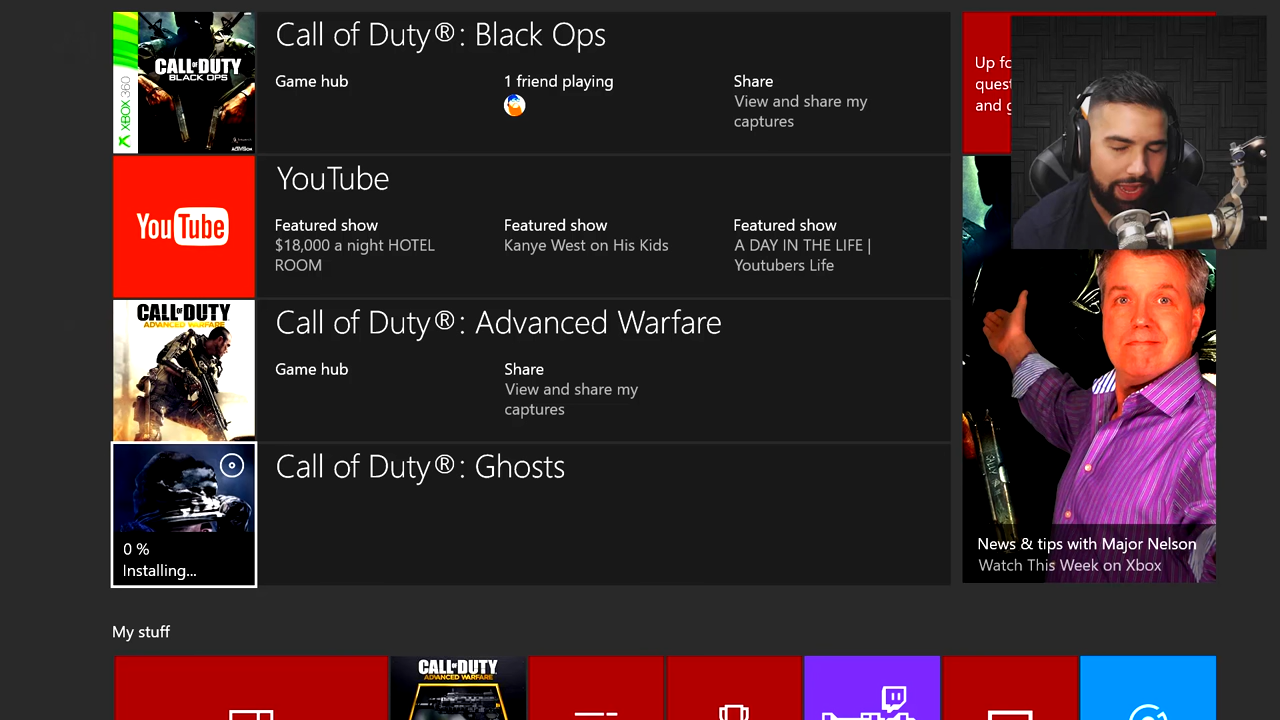 XBOX 360
CALL OF DUTY
BLACK OPS
ACTIVISION
Call of Duty®: Black Ops
Game hub
1 friend playing
Share
View and share my
captures
YouTube
YouTube
Featured show
$18,000 a night HOTEL
ROOM
Featured show
Kanye West on His Kids
Featured show
A DAY IN THE LIFE |
Youtubers Life
CALL OF DUTY
ADVANCED WARFARE
Call of Duty®: Advanced Warfare
Game hub
Share
View and share my
captures
0 %
Installing...
Call of Duty®: Ghosts
Up
and
News & tips with Major Nelson
Watch This Week on Xbox
My stuff
CALL OF DUTY
ADVANCED WARFARE